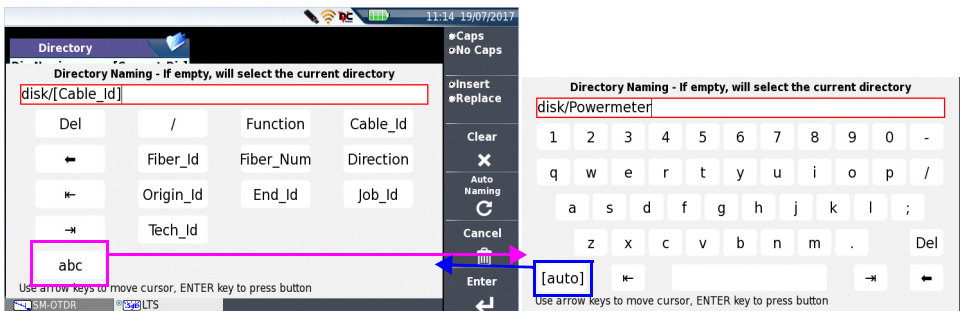 11:14 19/07/2017
Directory
Caps
No Caps
Directory Naming - If empty, will select the current directory
disk/[Cable_Id]
Del / Function Cable_Id
Fiber_Id Fiber_Num Direction
Origin_Id End_Id Job_Id
Tech_Id
abc
Use arrow keys to move cursor, ENTER key to press button
SM-OTDR LTS
Insert
Replace
Clear
Auto
Naming
Cancel
Enter
Directory Naming - If empty, will select the current directory
disk/Powermeter
1 2 3 4 5 6 7 8 9 0 -
q w e r t y u i o p /
a s d f g h j k l ;
z x c v b n m . Del
[auto]
Use arrow keys to move cursor, ENTER key to press button